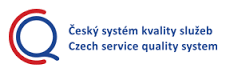 Český systém kvality služeb
Czech service quality system